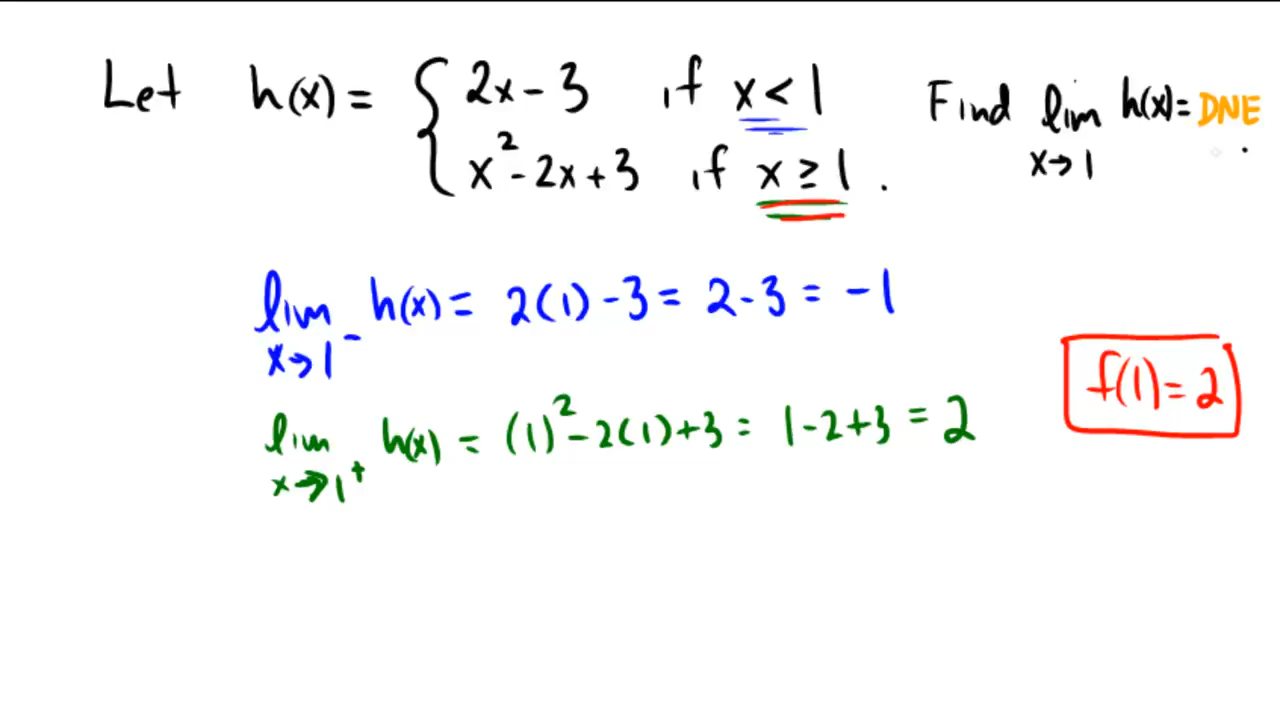 Let h(x) = { 2x - 3 if x < 1 Find lim h(x) = DNE
x² - 2x + 3 if x ≥ 1 . x→1 .
lim h(x) = 2(1) - 3 = 2 - 3 = -1
x→1⁻
f(1) = 2
lim h(x) = (1)² - 2(1) + 3 = 1 - 2 + 3 = 2
x→1⁺